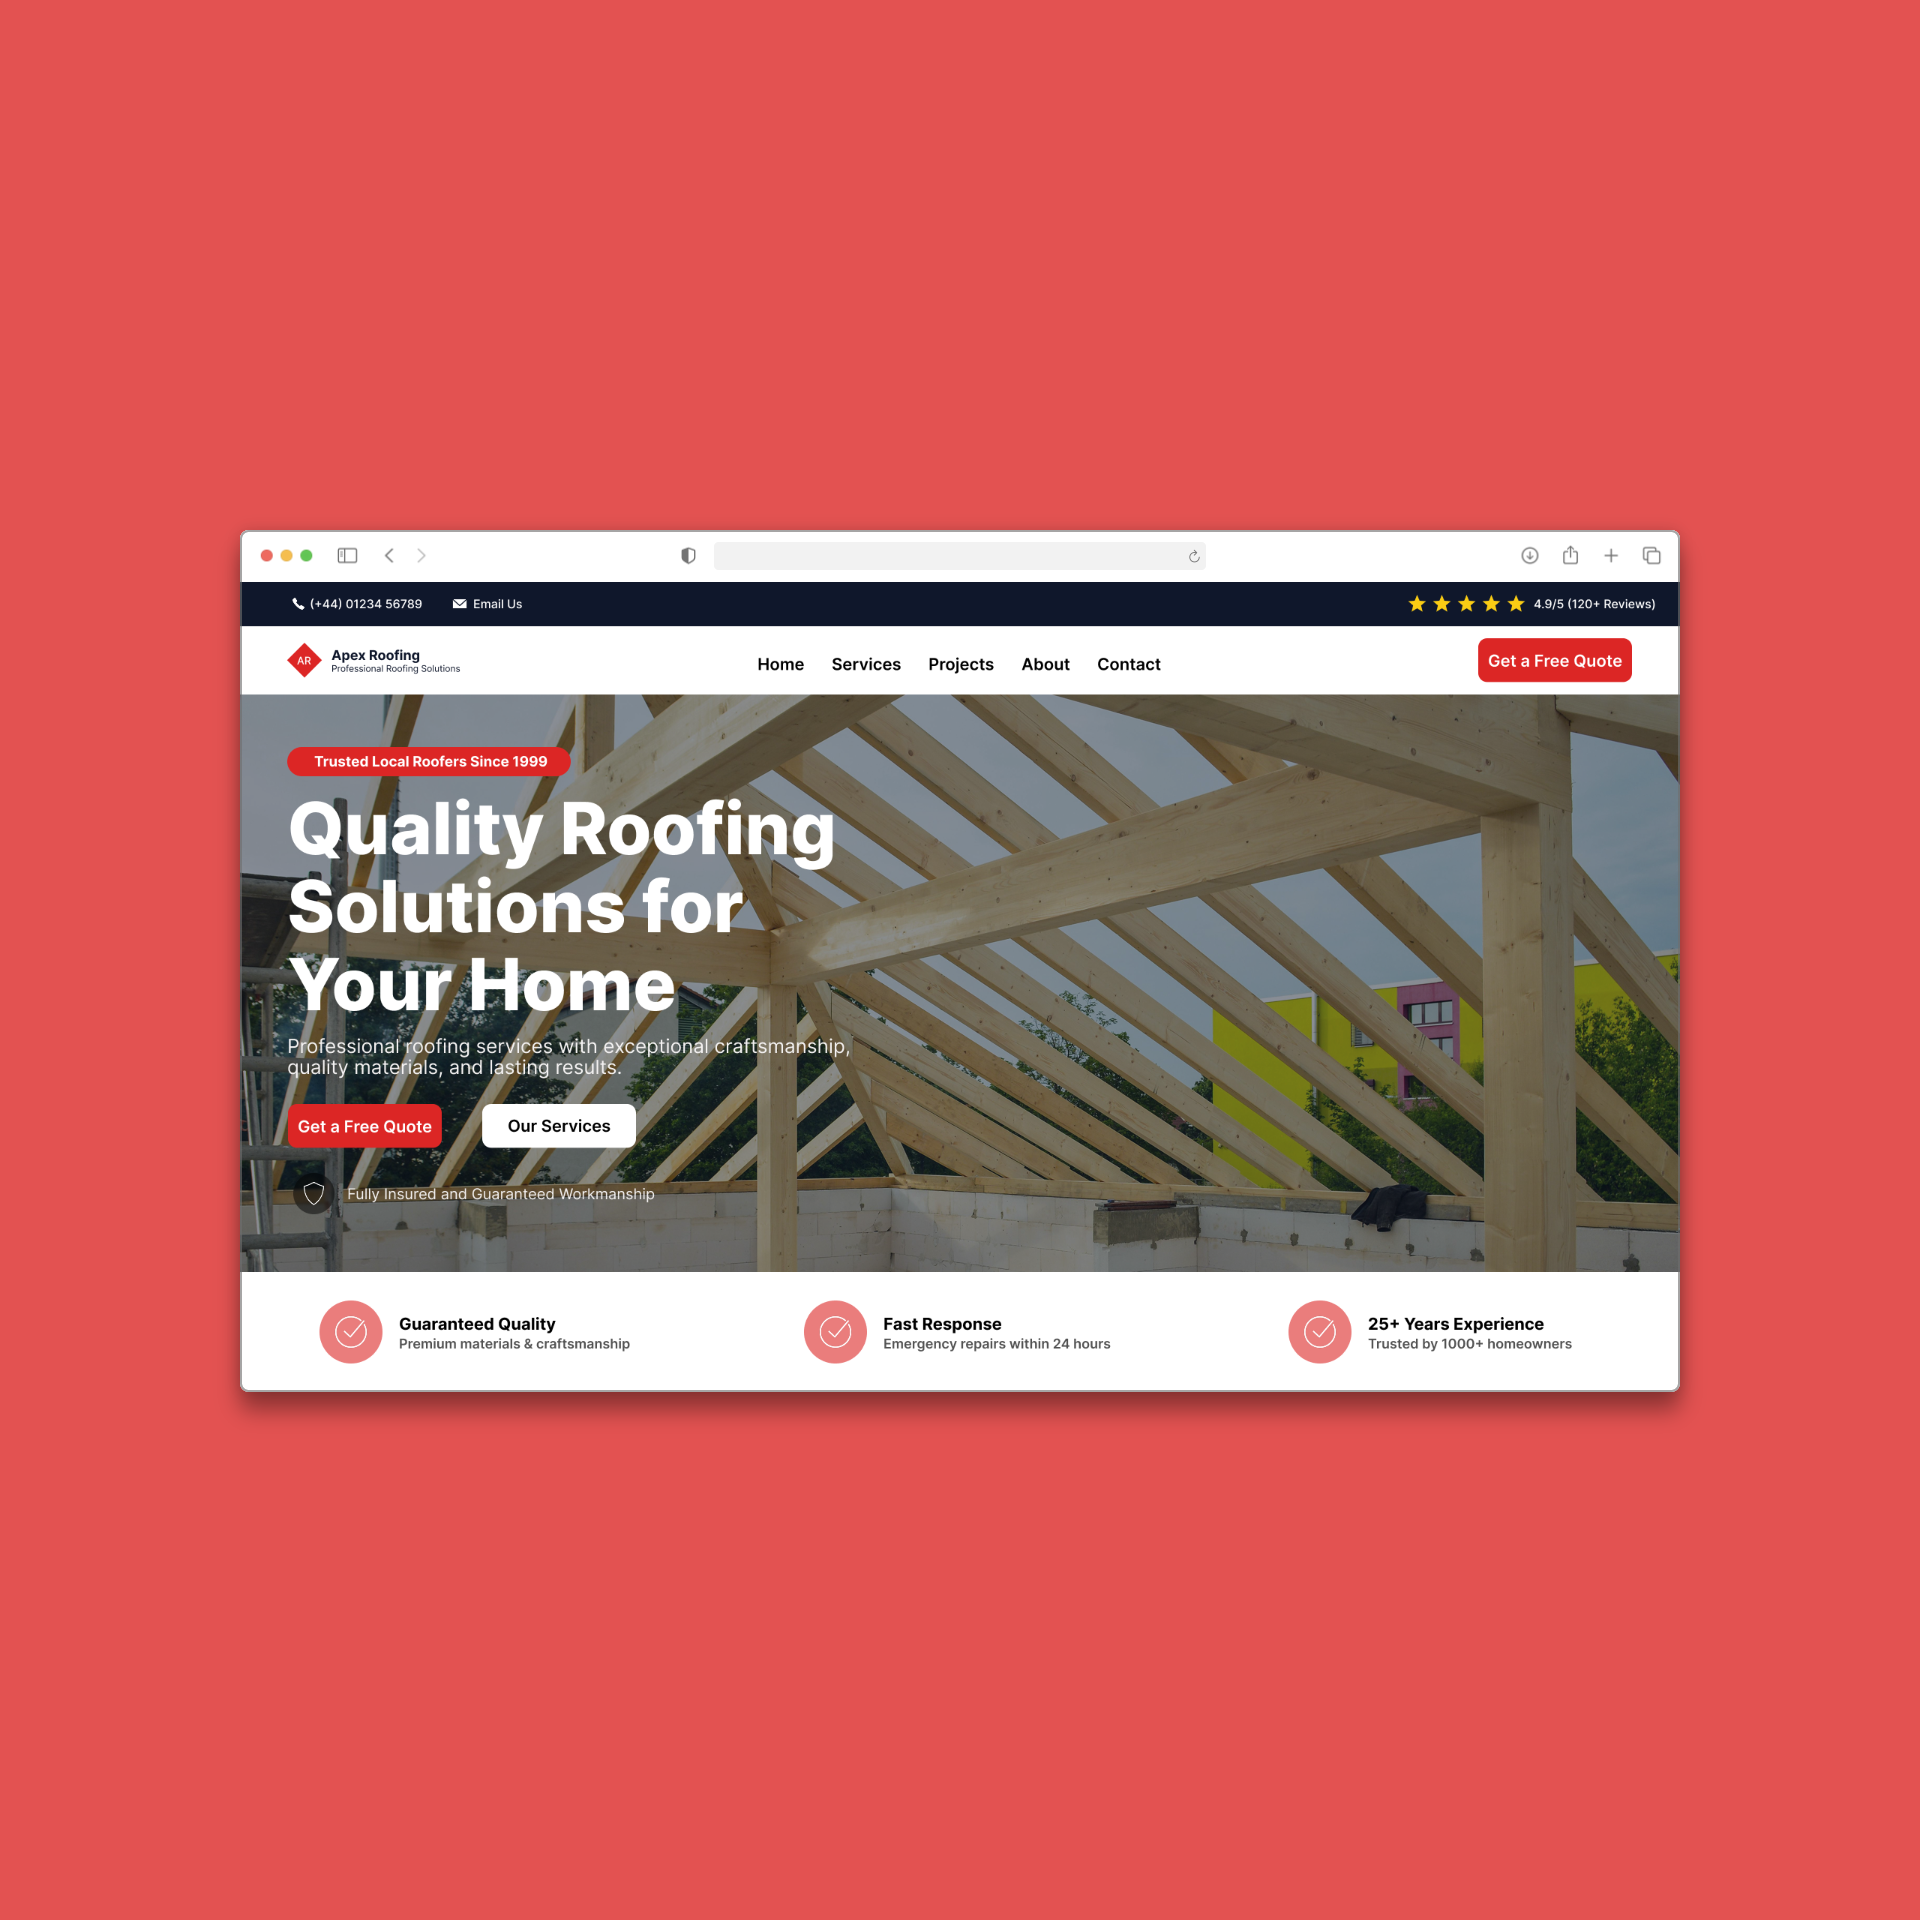 (+44) 01234 56789
Email Us
4.9/5 (120+ Reviews)
AR
Apex Roofing
Professional Roofing Solutions
Home
Services
Projects
About
Contact
Get a Free Quote
Trusted Local Roofers Since 1999
Quality Roofing
Solutions for
Your Home
Professional roofing services with exceptional craftsmanship,
quality materials, and lasting results.
Get a Free Quote
Our Services
Fully Insured and Guaranteed Workmanship
Guaranteed Quality
Premium materials & craftsmanship
Fast Response
Emergency repairs within 24 hours
25+ Years Experience
Trusted by 1000+ homeowners